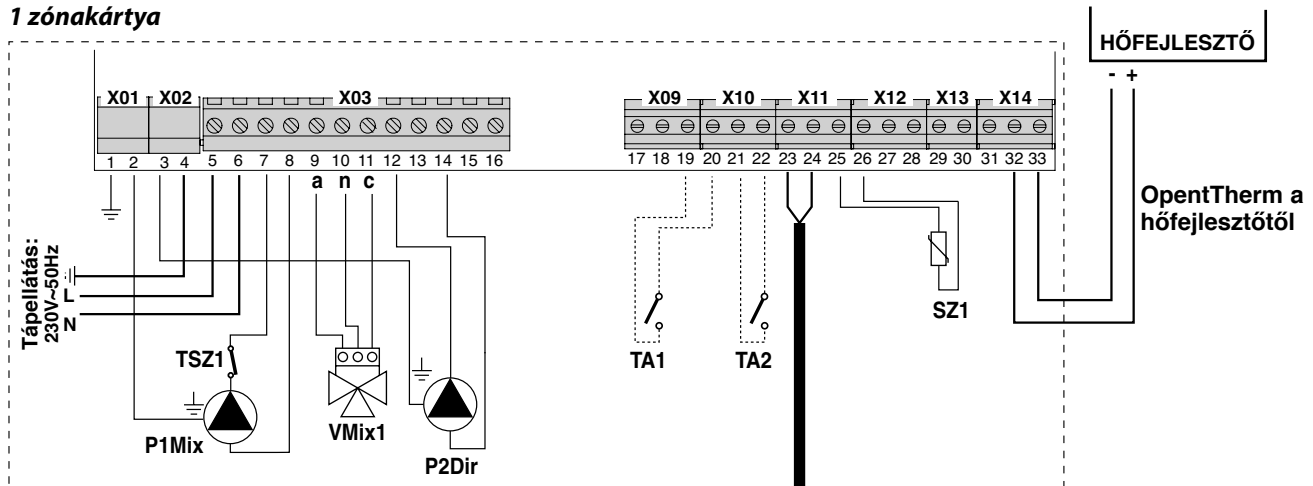 1 zónakártya
HŐFEJLESZTŐ
- +
X01 X02 X03 X09 X10 X11 X12 X13 X14
1 2 3 4 5 6 7 8 9 10 11 12 13 14 15 16 17 18 19 20 21 22 23 24 25 26 27 28 29 30 31 32 33
a n c
OpentTherm a
hőfejlesztőtől
Tápellátás:
230V~50Hz
L
N
TSZ1
P1Mix
VMix1
P2Dir
TA1
TA2
SZ1